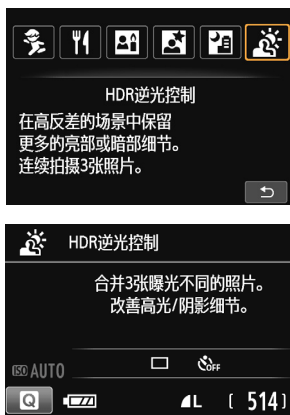 HDR逆光控制
在高反差的场景中保留
更多的亮部或暗部细节。
连续拍摄3张照片。
HDR逆光控制
合并3张曝光不同的照片。
改善高光/阴影细节。
ISO AUTO
OFF
Q
L [ 514]